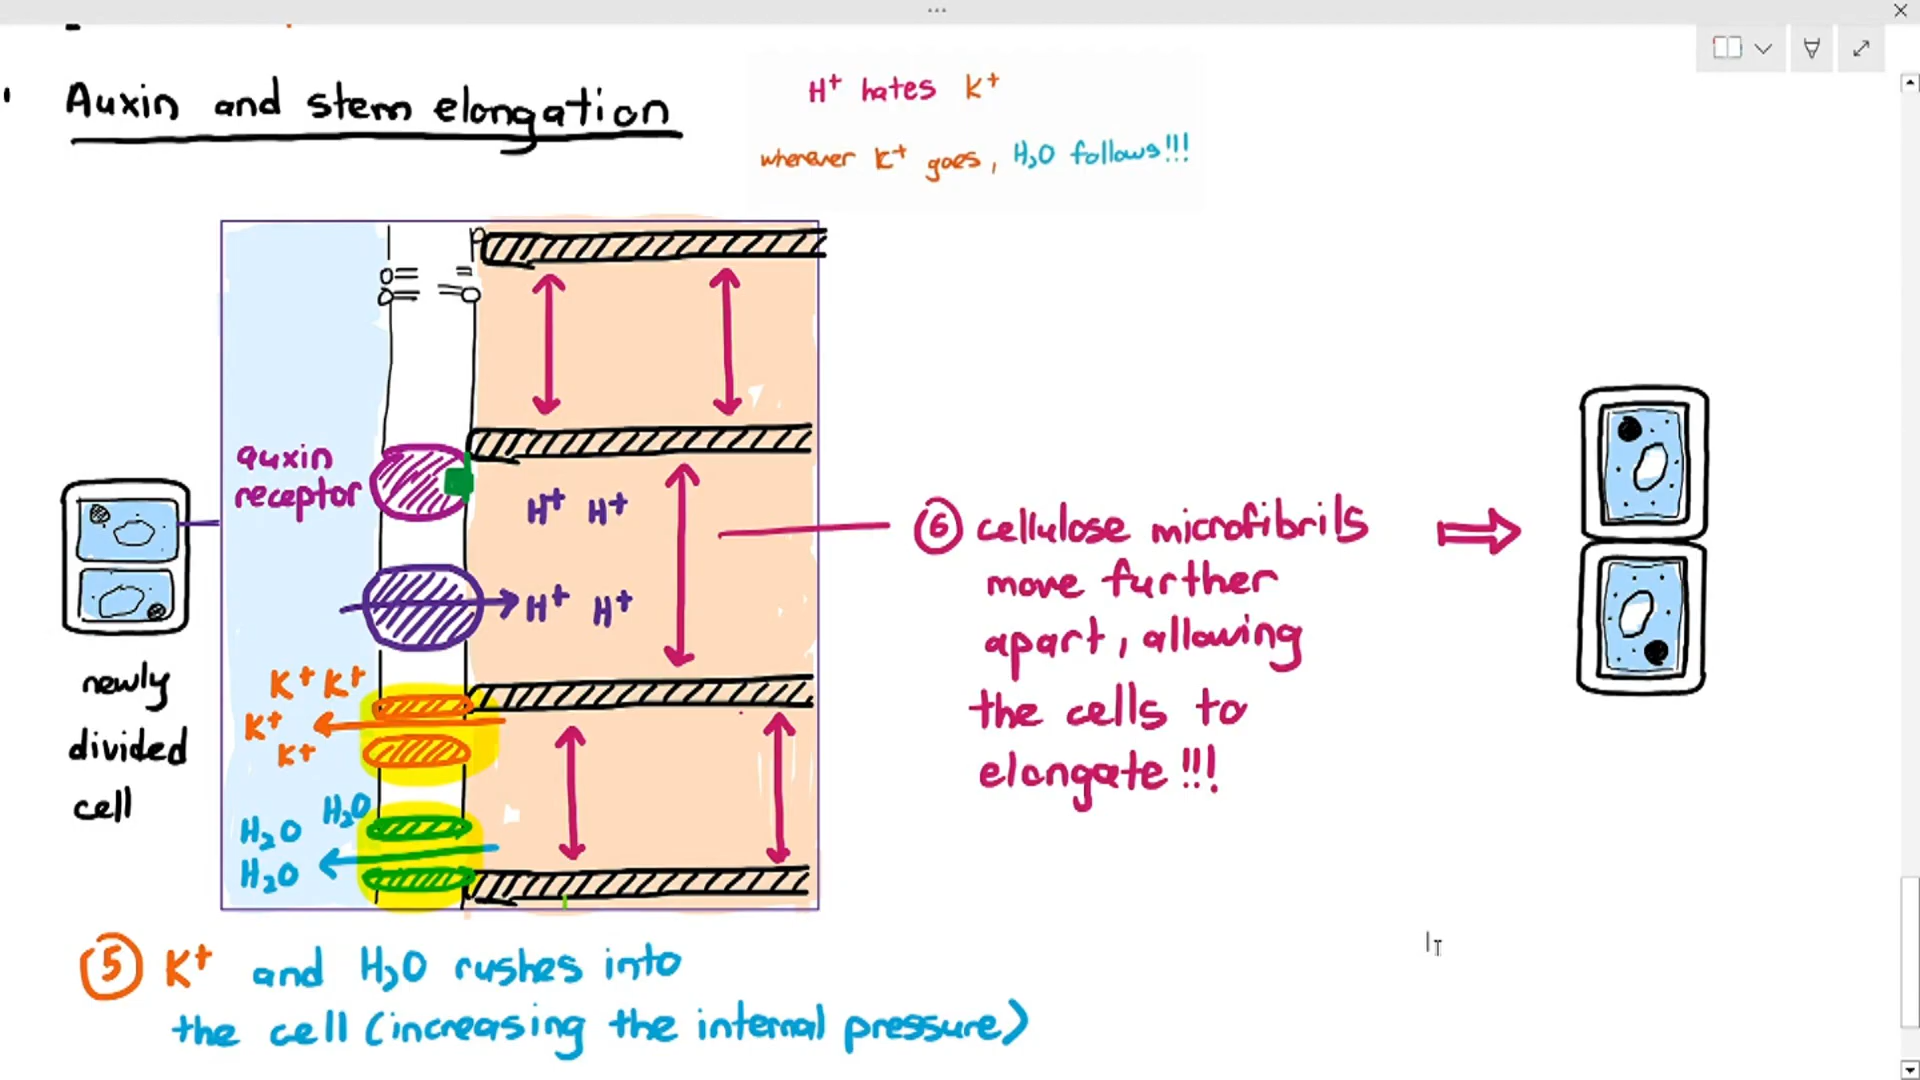 Auxin and stem elongation
H⁺ hates K⁺
wherever K⁺ goes, H₂O follows!!!
auxin
receptor
H⁺ H⁺
H⁺ H⁺
⑥ cellulose microfibrils
move further
apart, allowing
the cells to
elongate!!!
newly
divided
cell
K⁺ K⁺
K⁺
K⁺
H₂O
H₂O
H₂O
⑤ K⁺ and H₂O rushes into
the cell (increasing the internal pressure)